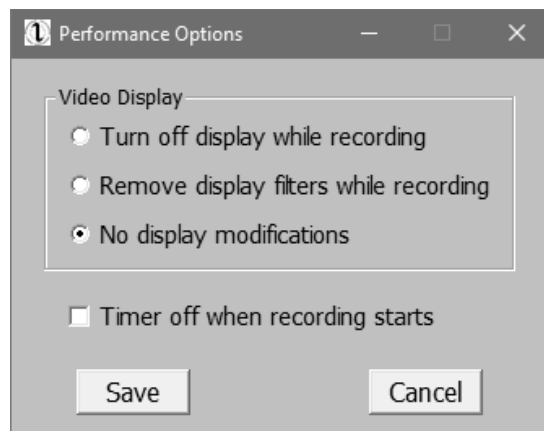 Performance Options
Video Display
Turn off display while recording
Remove display filters while recording
No display modifications
Timer off when recording starts
Save Cancel